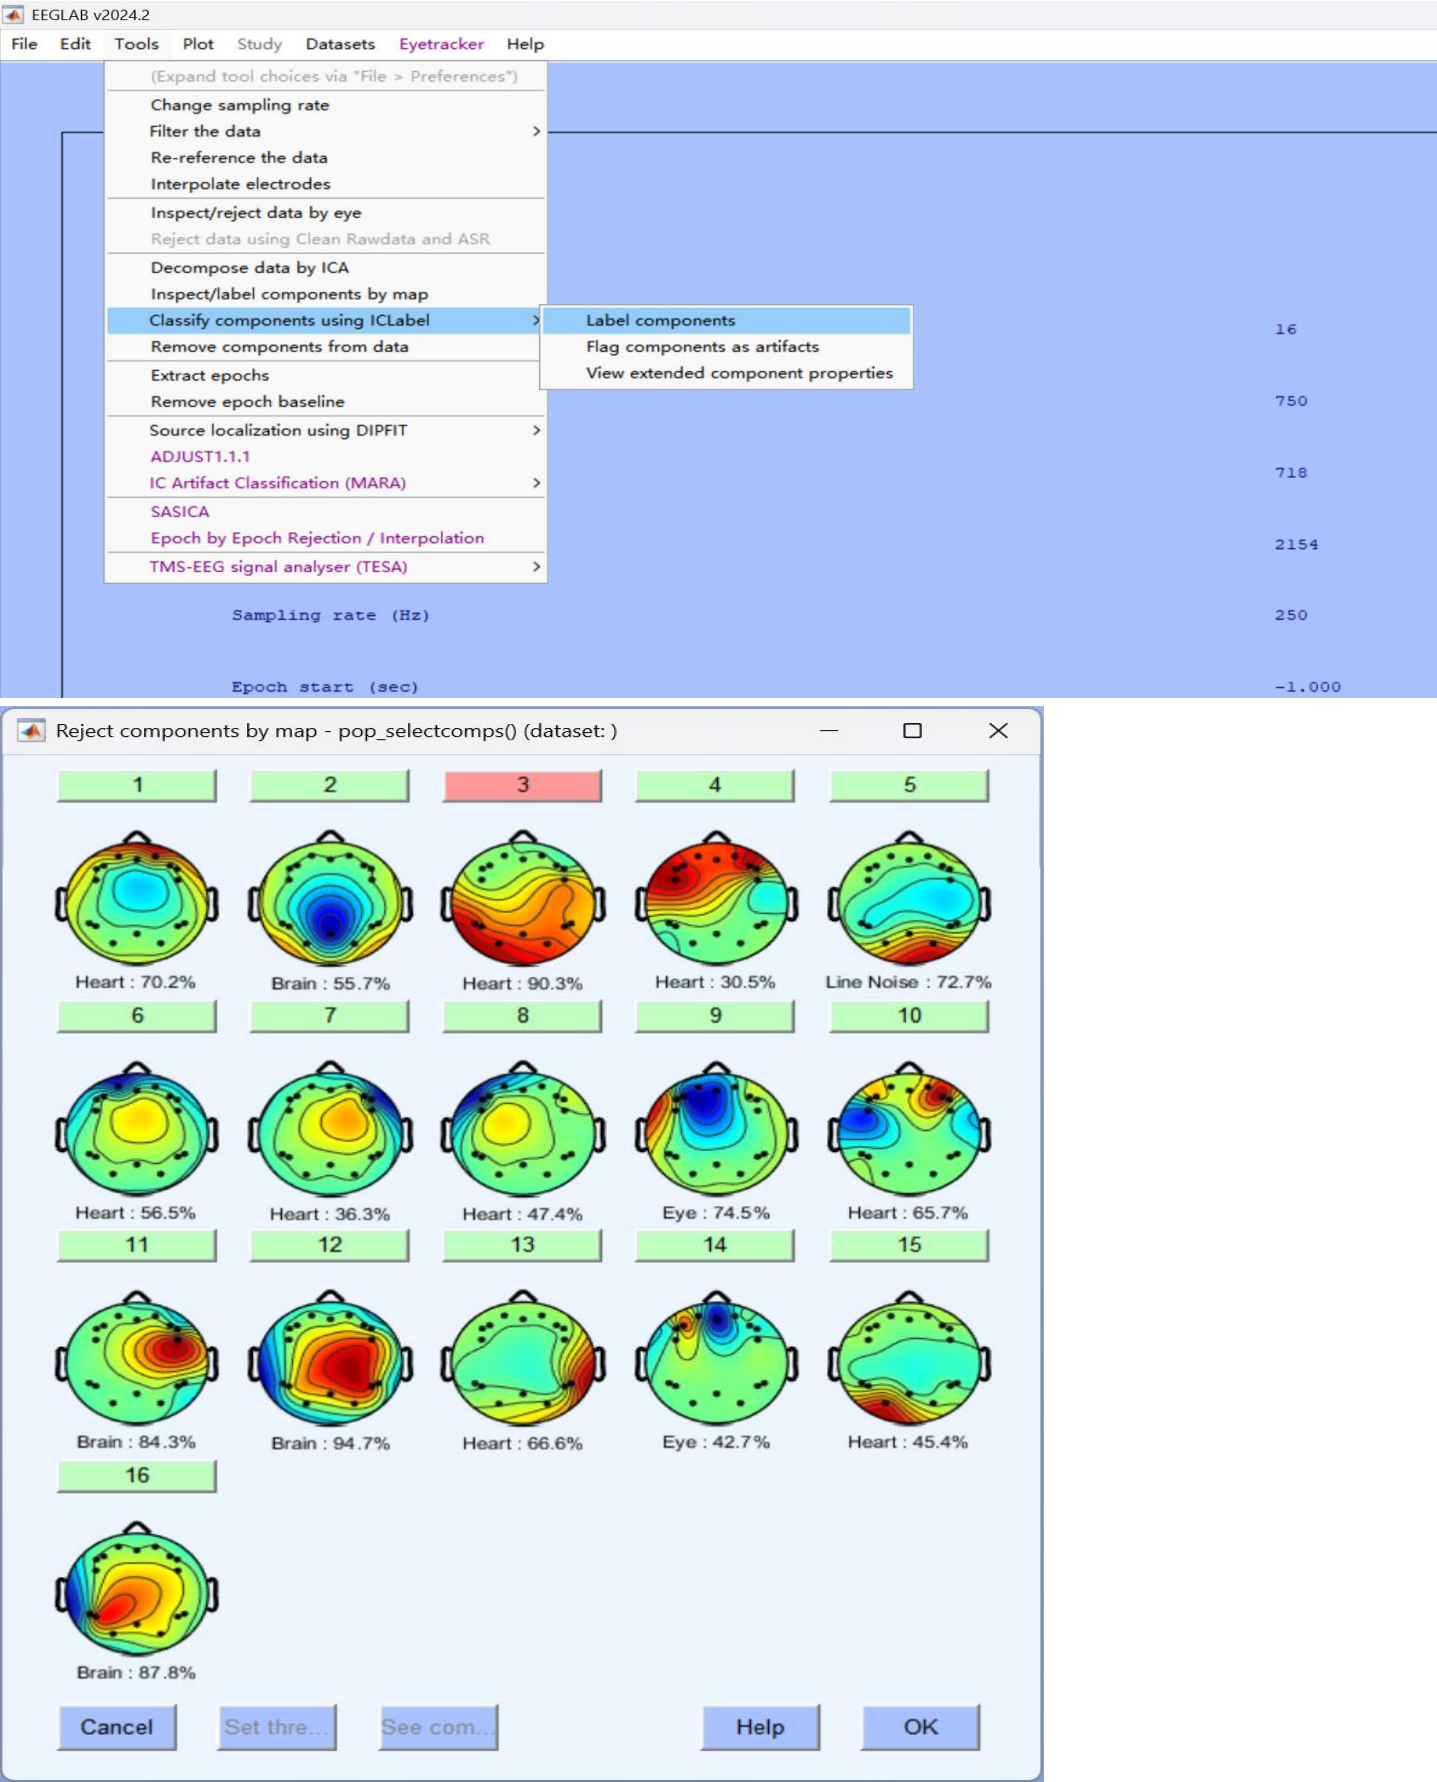 EEGLAB v2024.2
File Edit Tools Plot Study Datasets Eyetracker Help
(Expand tool choices via "File > Preferences")
Change sampling rate
Filter the data >
Re-reference the data
Interpolate electrodes
Inspect/reject data by eye
Reject data using Clean Rawdata and ASR
Decompose data by ICA
Inspect/label components by map
Classify components using ICLabel > Label components
16
Remove components from data Flag components as artifacts
View extended component properties
Extract epochs
Remove epoch baseline
750
Source localization using DIPFIT >
ADJUST1.1.1
IC Artifact Classification (MARA) >
718
SASICA
Epoch by Epoch Rejection / Interpolation
2154
TMS-EEG signal analyser (TESA) >
Sampling rate (Hz) 250
Epoch start (sec) -1.000
Reject components by map - pop_selectcomps() (dataset: )
1 2 3 4 5
Heart : 70.2% Brain : 55.7% Heart : 90.3% Heart : 30.5% Line Noise : 72.7%
6 7 8 9 10
Heart : 56.5% Heart : 36.3% Heart : 47.4% Eye : 74.5% Heart : 65.7%
11 12 13 14 15
Brain : 84.3% Brain : 94.7% Heart : 66.6% Eye : 42.7% Heart : 45.4%
16
Brain : 87.8%
Cancel Set thre... See com... Help OK